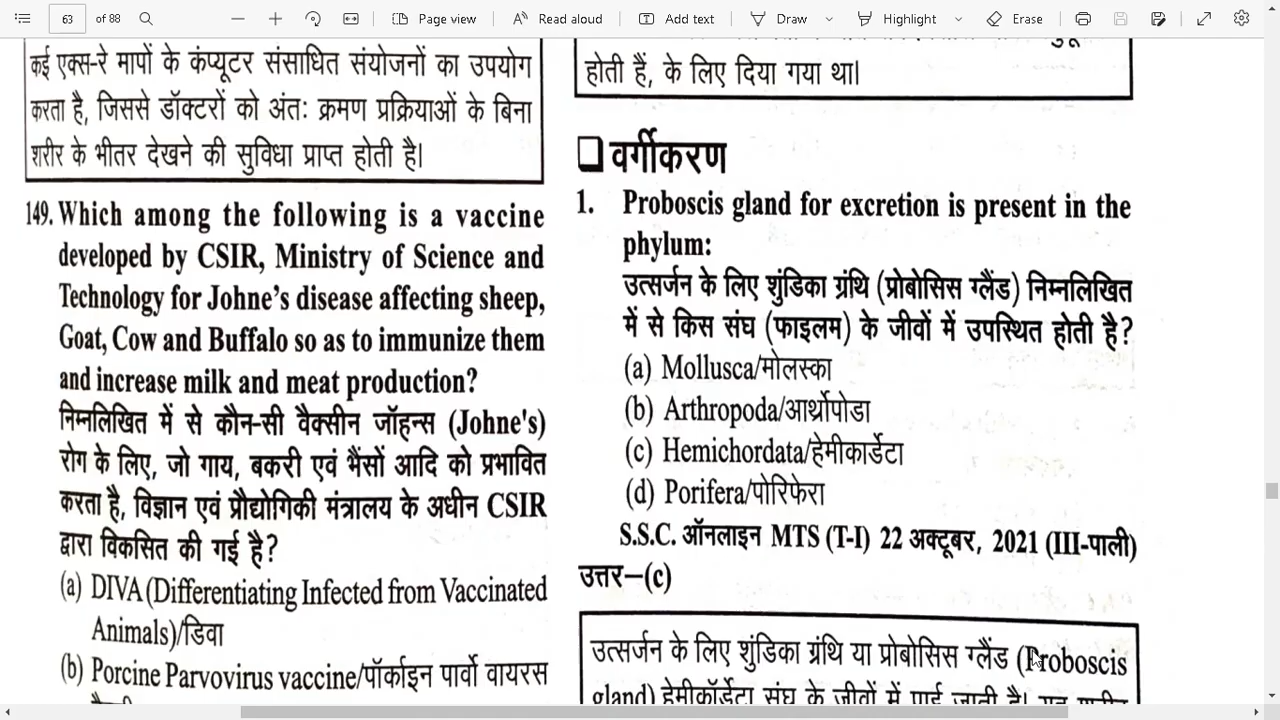 63
of 88
Page view
Read aloud
Add text
Draw
Highlight
Erase
कई एक्स-रे मापों के कंप्यूटर संसाधित संयोजनों का उपयोग
करता है, जिससे डॉक्टरों को अंतः क्रमण प्रक्रियाओं के बिना
शरीर के भीतर देखने की सुविधा प्राप्त होती है।
149. Which among the following is a vaccine
developed by CSIR, Ministry of Science and
Technology for Johne's disease affecting sheep,
Goat, Cow and Buffalo so as to immunize them
and increase milk and meat production?
निम्नलिखित में से कौन-सी वैक्सीन जॉहन्स (Johne's)
रोग के लिए, जो गाय, बकरी एवं भैंसों आदि को प्रभावित
करता है, विज्ञान एवं प्रौद्योगिकी मंत्रालय के अधीन CSIR
द्वारा विकसित की गई है?
(a) DIVA (Differentiating Infected from Vaccinated
Animals)/डिवा
(b) Porcine Parvovirus vaccine/पॉर्काइन पार्वो वायरस
होती हैं, के लिए दिया गया था।
❑ वर्गीकरण
1. Proboscis gland for excretion is present in the
phylum:
उत्सर्जन के लिए शुंडिका ग्रंथि (प्रोबोसिस ग्लैंड) निम्नलिखित
में से किस संघ (फाइलम) के जीवों में उपस्थित होती है?
(a) Mollusca/मोलस्का
(b) Arthropoda/आर्थोपोडा
(c) Hemichordata/हेमीकार्डेटा
(d) Porifera/पोरिफेरा
S.S.C. ऑनलाइन MTS (T-I) 22 अक्टूबर, 2021 (III-पाली)
उत्तर–(c)
उत्सर्जन के लिए शुंडिका ग्रंथि या प्रोबोसिस ग्लैंड (Proboscis
gland) हेमीकॉर्डेटा संघ के जीवों में पाई जाती है।